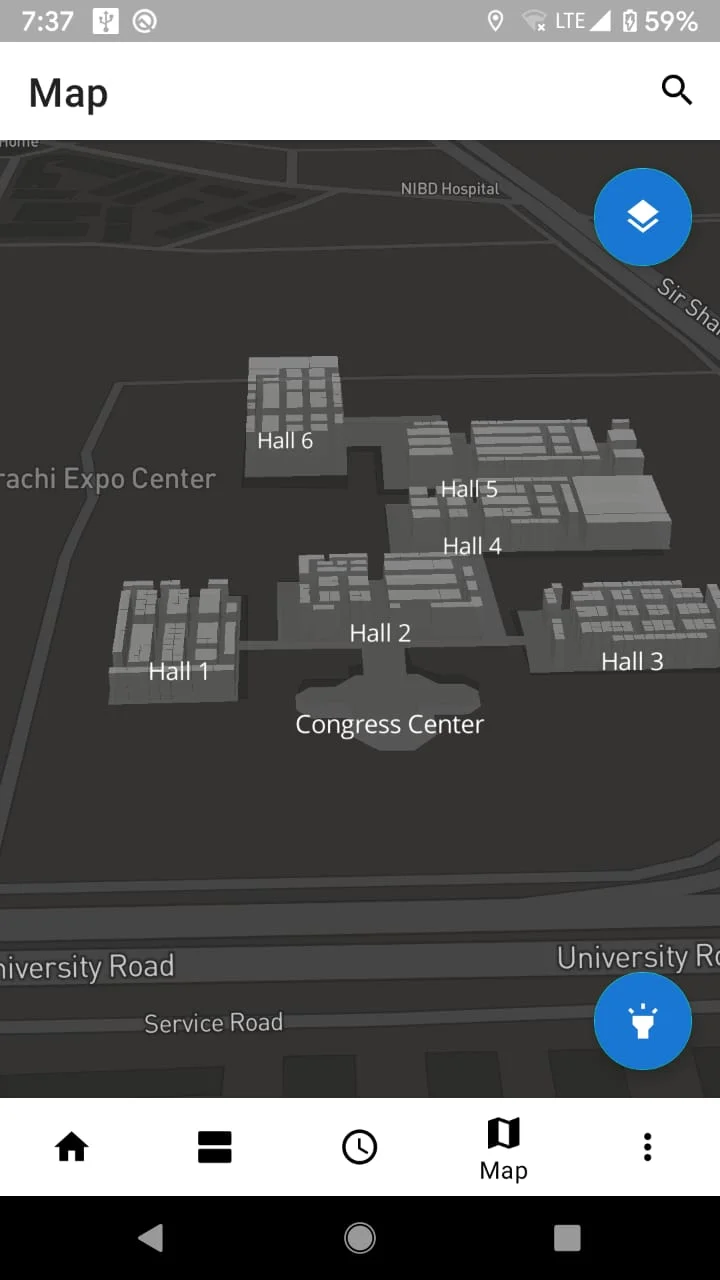 7:37
LTE
59%
Map
Home
NIBD Hospital
Sir Sha
Hall 6
rachi Expo Center
Hall 5
Hall 4
Hall 2
Hall 1
Hall 3
Congress Center
niversity Road
University Ro
Service Road
Map